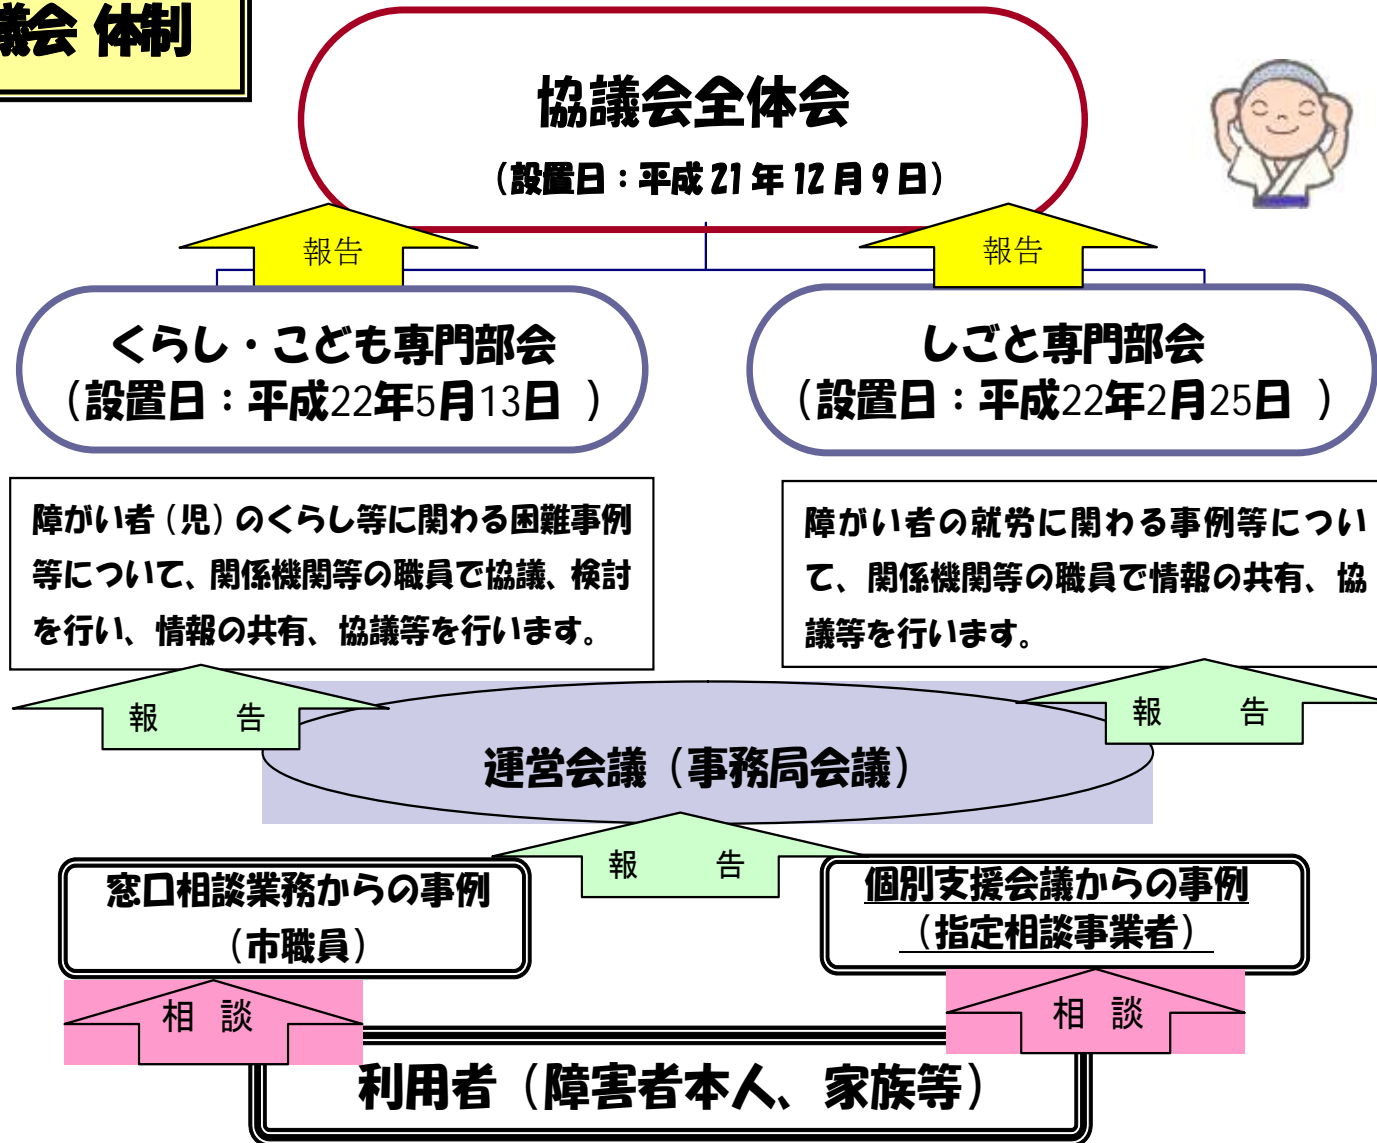 議会 体制
協議会全体会
（設置日：平成 21 年 12 月 9 日）
報告
報告
くらし・こども専門部会
（設置日：平成22年5月13日 ）
しごと専門部会
（設置日：平成22年2月25日 ）
障がい者（児）のくらし等に関わる困難事例
等について、関係機関等の職員で協議、検討
を行い、情報の共有、協議等を行います。
障がい者の就労に関わる事例等につい
て、関係機関等の職員で情報の共有、協
議等を行います。
報 告
報 告
運営会議（事務局会議）
報 告
窓口相談業務からの事例
（市職員）
個別支援会議からの事例
（指定相談事業者）
相 談
相 談
利用者（障害者本人、家族等）